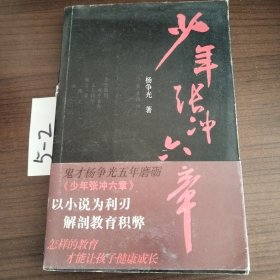 少年张冲六章
杨争光 著
5-2
鬼才杨争光五年磨砺
《少年张冲六章》
以小说为利刃
解剖教育积弊
怎样的教育
才能让孩子健康成长